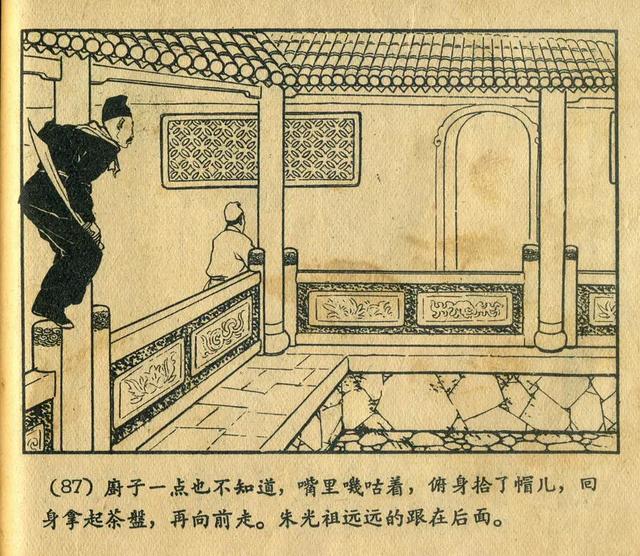 (87) 廚子一点也不知道，嘴里嘰咕着，俯身拾了帽儿，回
身拿起茶盤，再向前走。朱光祖远远的跟在后面。